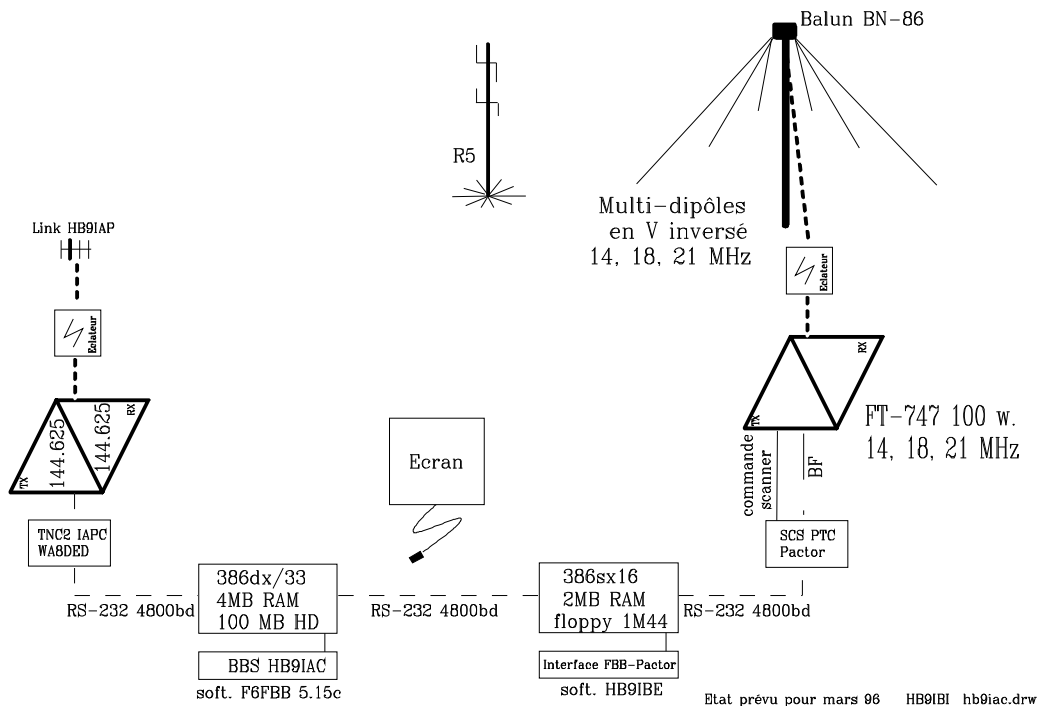 Balun BN-86
R5
Multi-dipôles
en V inversé
14, 18, 21 MHz
Link HB9IAP
Eclateur
Eclateur
TX
144.625
144.625
RX
TX
RX
FT-747 100 w.
14, 18, 21 MHz
Ecran
commande
scanner
BF
TNC2 IAPC
WA8DED
SCS PTC
Pactor
386dx/33
4MB RAM
100 MB HD
386sx16
2MB RAM
floppy 1M44
RS-232 4800bd
RS-232 4800bd
RS-232 4800bd
BBS HB9IAC
soft. F6FBB 5.15c
Interface FBB-Pactor
soft. HB9IBE
Etat prévu pour mars 96 HB9IBI hb9iac.drw